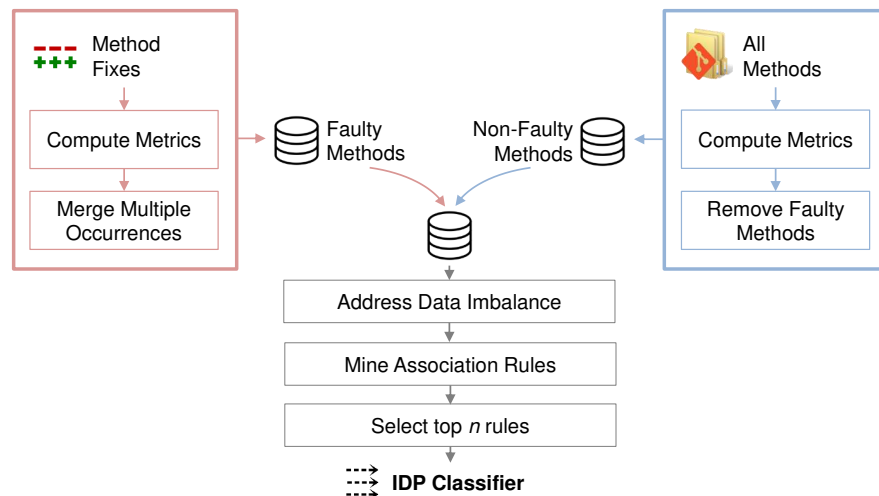 Method
Fixes
Compute Metrics
Merge Multiple
Occurrences
Faulty
Methods
Non-Faulty
Methods
All
Methods
Compute Metrics
Remove Faulty
Methods
Address Data Imbalance
Mine Association Rules
Select top n rules
IDP Classifier